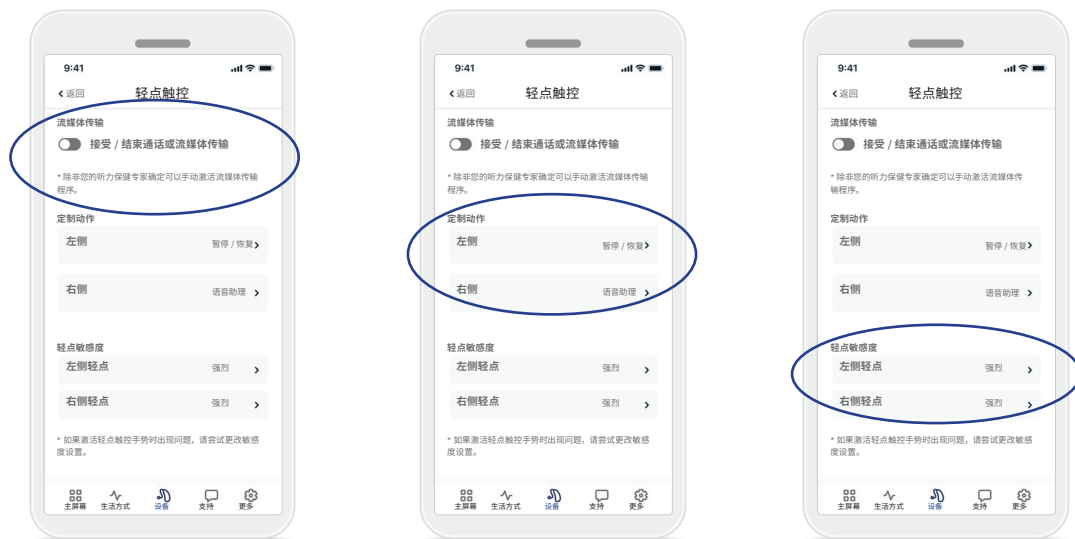 9:41
返回
轻点触控
流媒体传输
接受 / 结束通话或流媒体传输
* 除非您的听力保健专家确定可以手动激活流媒体传输
程序。
定制动作
左侧 暂停 / 恢复
右侧 语音助理
轻点敏感度
左侧轻点 强烈
右侧轻点 强烈
* 如果激活轻点触控手势时出现问题，请尝试更改敏感
度设置。
主屏幕 生活方式 设备 支持 更多
9:41
返回
轻点触控
流媒体传输
接受 / 结束通话或流媒体传输
* 除非您的听力保健专家确定可以手动激活流媒体传输
程序。
定制动作
左侧 暂停 / 恢复
右侧 语音助理
轻点敏感度
左侧轻点 强烈
右侧轻点 强烈
* 如果激活轻点触控手势时出现问题，请尝试更改敏感
度设置。
主屏幕 生活方式 设备 支持 更多
9:41
返回
轻点触控
流媒体传输
接受 / 结束通话或流媒体传输
* 除非您的听力保健专家确定可以手动激活流媒体传
输程序。
定制动作
左侧 暂停 / 恢复
右侧 语音助理
轻点敏感度
左侧轻点 强烈
右侧轻点 强烈
* 如果激活轻点触控手势时出现问题，请尝试更改敏感
度设置。
主屏幕 生活方式 设备 支持 更多